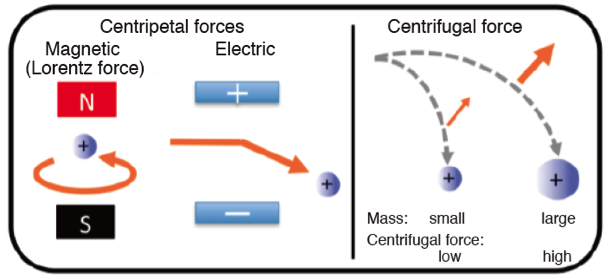 Centripetal forces
Magnetic
(Lorentz force)
Electric
N
+
+
S
+
−
Centrifugal force
+
+
Mass: small large
Centrifugal force:
low high